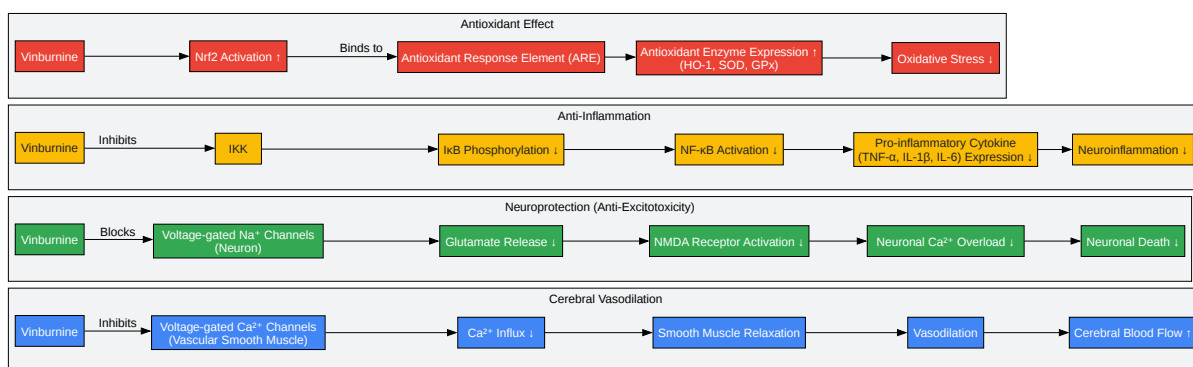 Antioxidant Effect
Vinburnine
Nrf2 Activation ↑
Binds to
Antioxidant Response Element (ARE)
Antioxidant Enzyme Expression ↑
(HO-1, SOD, GPx)
Oxidative Stress ↓
Anti-Inflammation
Vinburnine
Inhibits
IKK
IκB Phosphorylation ↓
NF-κB Activation ↓
Pro-inflammatory Cytokine
(TNF-α, IL-1β, IL-6) Expression ↓
Neuroinflammation ↓
Neuroprotection (Anti-Excitotoxicity)
Vinburnine
Blocks
Voltage-gated Na⁺ Channels
(Neuron)
Glutamate Release ↓
NMDA Receptor Activation ↓
Neuronal Ca²⁺ Overload ↓
Neuronal Death ↓
Cerebral Vasodilation
Vinburnine
Inhibits
Voltage-gated Ca²⁺ Channels
(Vascular Smooth Muscle)
Ca²⁺ Influx ↓
Smooth Muscle Relaxation
Vasodilation
Cerebral Blood Flow ↑